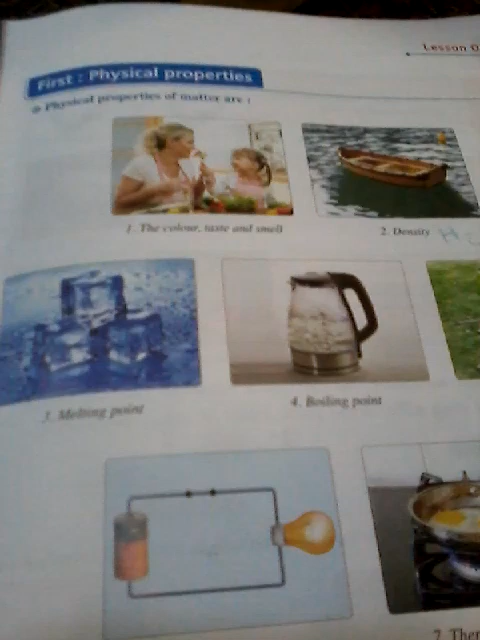 Lesson
First : Physical properties
Physical properties of matter are :
1. The colour, taste and smell
2. Density
3. Melting point
4. Boiling point
7.